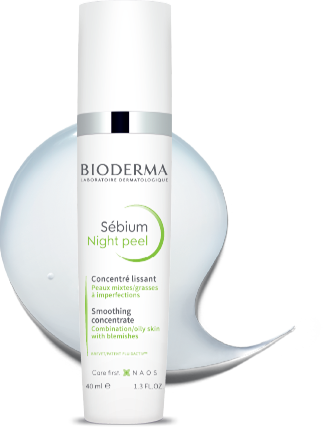 BIODERMA
LABORATOIRE DERMATOLOGIQUE
Sébium
Night peel
Concentré lissant
Peaux mixtes/grasses
à imperfections
Smoothing
concentrate
Combination/oily skin
with blemishes
Care first NAOS
40 ml e 1.3 FL.OZ.